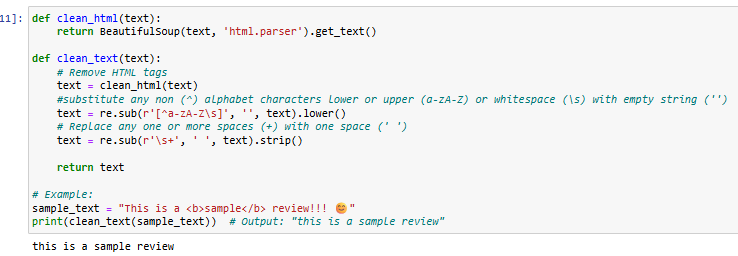 11]: def clean_html(text):
    return BeautifulSoup(text, 'html.parser').get_text()

def clean_text(text):
    # Remove HTML tags
    text = clean_html(text)
    #substitute any non (^) alphabet characters lower or upper (a-zA-Z) or whitespace (\s) with empty string ('')
    text = re.sub(r'[^a-zA-Z\s]', '', text).lower()
    # Replace any one or more spaces (+) with one space (' ')
    text = re.sub(r'\s+', ' ', text).strip()

    return text

# Example:
sample_text = "This is a <b>sample</b> review!!! 😊"
print(clean_text(sample_text))  # Output: "this is a sample review"
this is a sample review